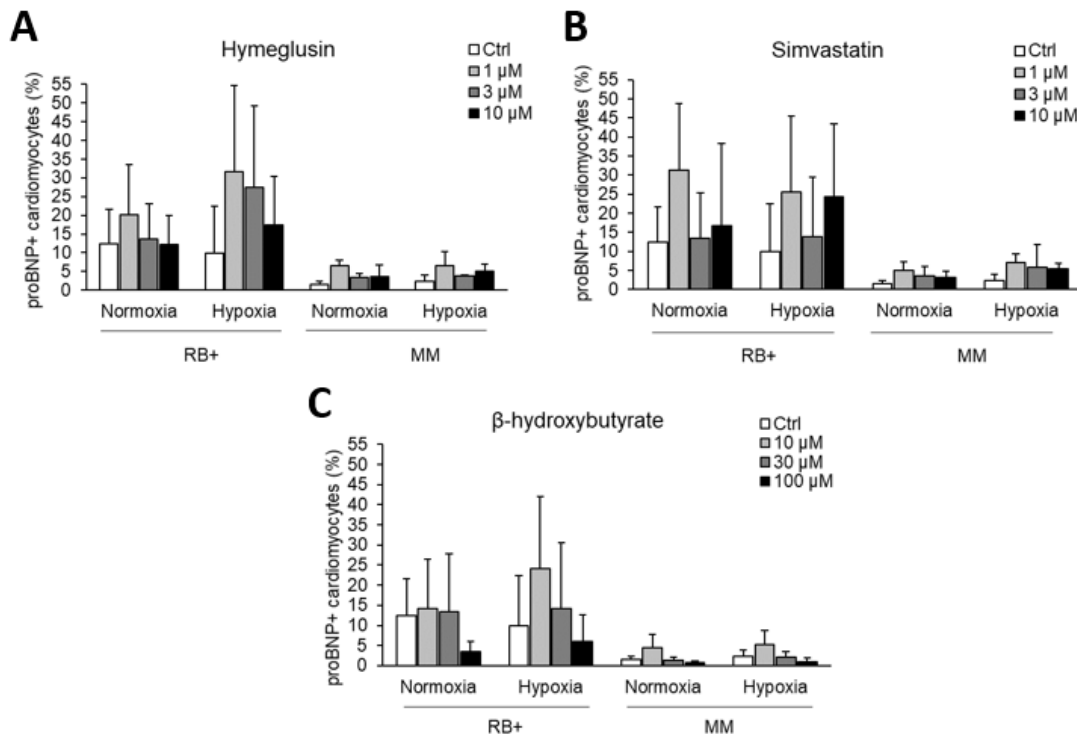 A
Hymeglusin
Ctrl
1 µM
3 µM
10 µM
proBNP+ cardiomyocytes (%)
55
50
45
40
35
30
25
20
15
10
5
0
Normoxia Hypoxia Normoxia Hypoxia
RB+ MM
B
Simvastatin
Ctrl
1 µM
3 µM
10 µM
proBNP+ cardiomyocytes (%)
55
50
45
40
35
30
25
20
15
10
5
0
Normoxia Hypoxia Normoxia Hypoxia
RB+ MM
C
β-hydroxybutyrate
Ctrl
10 µM
30 µM
100 µM
proBNP+ cardiomyocytes (%)
55
50
45
40
35
30
25
20
15
10
5
0
Normoxia Hypoxia Normoxia Hypoxia
RB+ MM